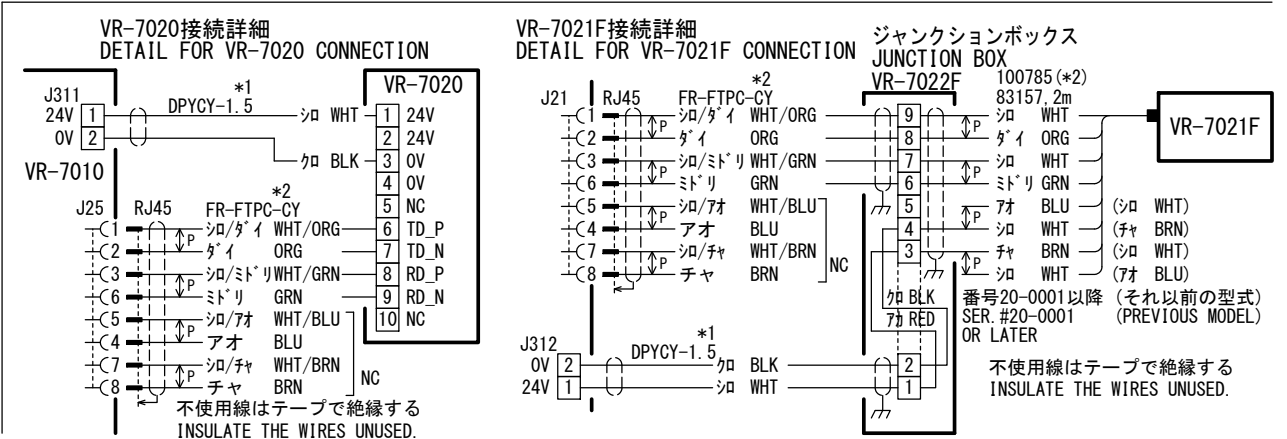 VR-7020接続詳細
DETAIL FOR VR-7020 CONNECTION
J311
24V 1
0V 2
VR-7010
*1
DPYCY-1.5
シロ WHT
クロ BLK
VR-7020
1 24V
2 24V
3 0V
4 0V
5 NC
6 TD_P
7 TD_N
8 RD_P
9 RD_N
10 NC
J25 RJ45
*2
FR-FTPC-CY
1 シロ/ダイ WHT/ORG
P
2 ダイ ORG
3 シロ/ミドリ WHT/GRN
P
6 ミドリ GRN
5 シロ/アオ WHT/BLU
P
4 アオ BLU
7 シロ/チャ WHT/BRN
P
8 チャ BRN
NC
不使用線はテープで絶縁する
INSULATE THE WIRES UNUSED.
VR-7021F接続詳細
DETAIL FOR VR-7021F CONNECTION
J21 RJ45
*2
FR-FTPC-CY
1 シロ/ダイ WHT/ORG
P
2 ダイ ORG
3 シロ/ミドリ WHT/GRN
P
6 ミドリ GRN
5 シロ/アオ WHT/BLU
P
4 アオ BLU
7 シロ/チャ WHT/BRN
P
8 チャ BRN
NC
J312
0V 2
24V 1
*1
DPYCY-1.5
クロ BLK
シロ WHT
ジャンクションボックス
JUNCTION BOX
VR-7022F
9
8
7
6
5
4
3
クロ BLK
アカ RED
2
1
100785(*2)
83157,2m
シロ WHT
P
ダイ ORG
シロ WHT
P
ミドリ GRN
アオ BLU (シロ WHT)
P
シロ WHT (チャ BRN)
チャ BRN (シロ WHT)
P
シロ WHT (アオ BLU)
VR-7021F
番号20-0001以降 (それ以前の型式)
SER.#20-0001 (PREVIOUS MODEL)
OR LATER
不使用線はテープで絶縁する
INSULATE THE WIRES UNUSED.